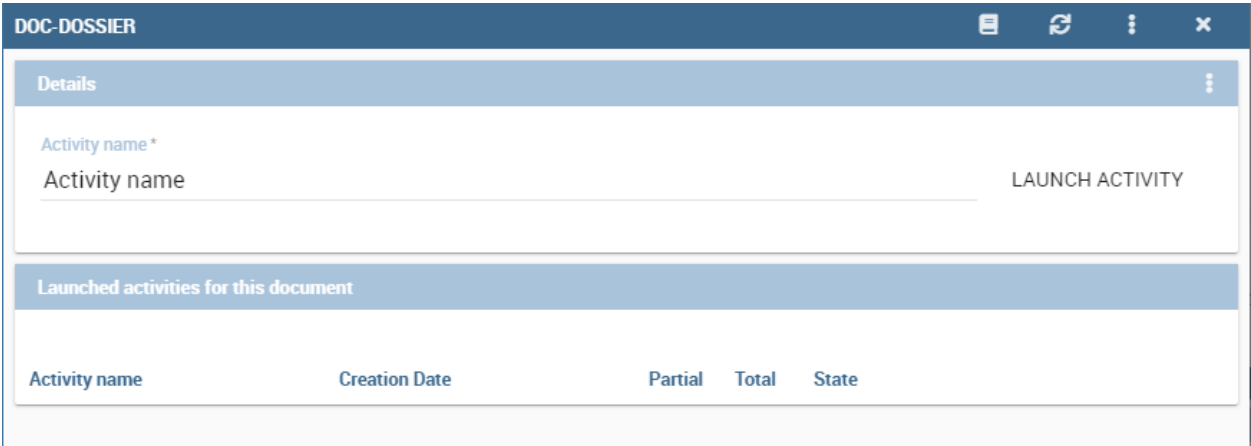 DOC-DOSSIER
Details
Activity name*
Activity name
LAUNCH ACTIVITY
Launched activities for this document
Activity name Creation Date Partial Total State